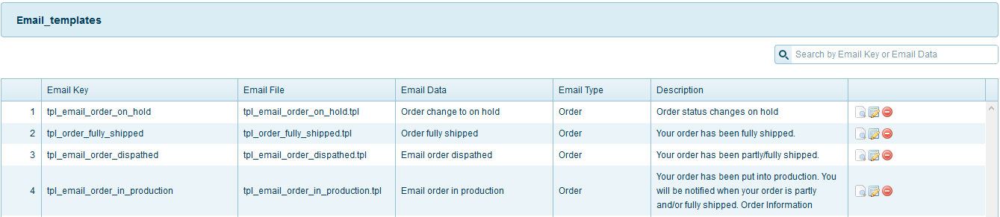 Email_templates
Search by Email Key or Email Data
Email Key Email File Email Data Email Type Description
1 tpl_email_order_on_hold tpl_email_order_on_hold.tpl Order change to on hold Order Order status changes on hold
2 tpl_order_fully_shipped tpl_order_fully_shipped.tpl Order fully shipped Order Your order has been fully shipped.
3 tpl_email_order_dispathed tpl_email_order_dispathed.tpl Email order dispathed Order Your order has been partly/fully shipped.
4 tpl_email_order_in_production tpl_email_order_in_production.tpl Email order in production Order Your order has been put into production. You
will be notified when your order is partly
and/or fully shipped. Order Information